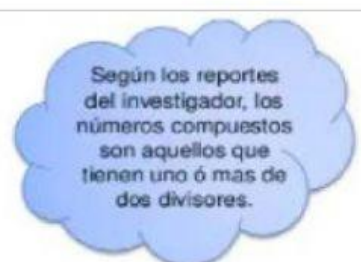 Según los reportes
del investigador, los
números compuestos
son aquellos que
tienen uno ó mas de
dos divisores.